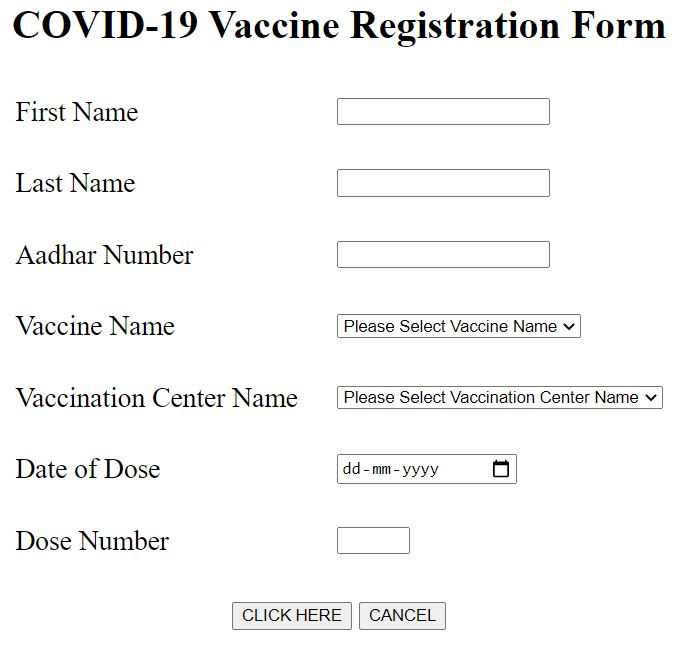 COVID-19 Vaccine Registration Form
First Name
Last Name
Aadhar Number
Vaccine Name Please Select Vaccine Name
Vaccination Center Name Please Select Vaccination Center Name
Date of Dose dd-mm-yyyy
Dose Number
CLICK HERE CANCEL